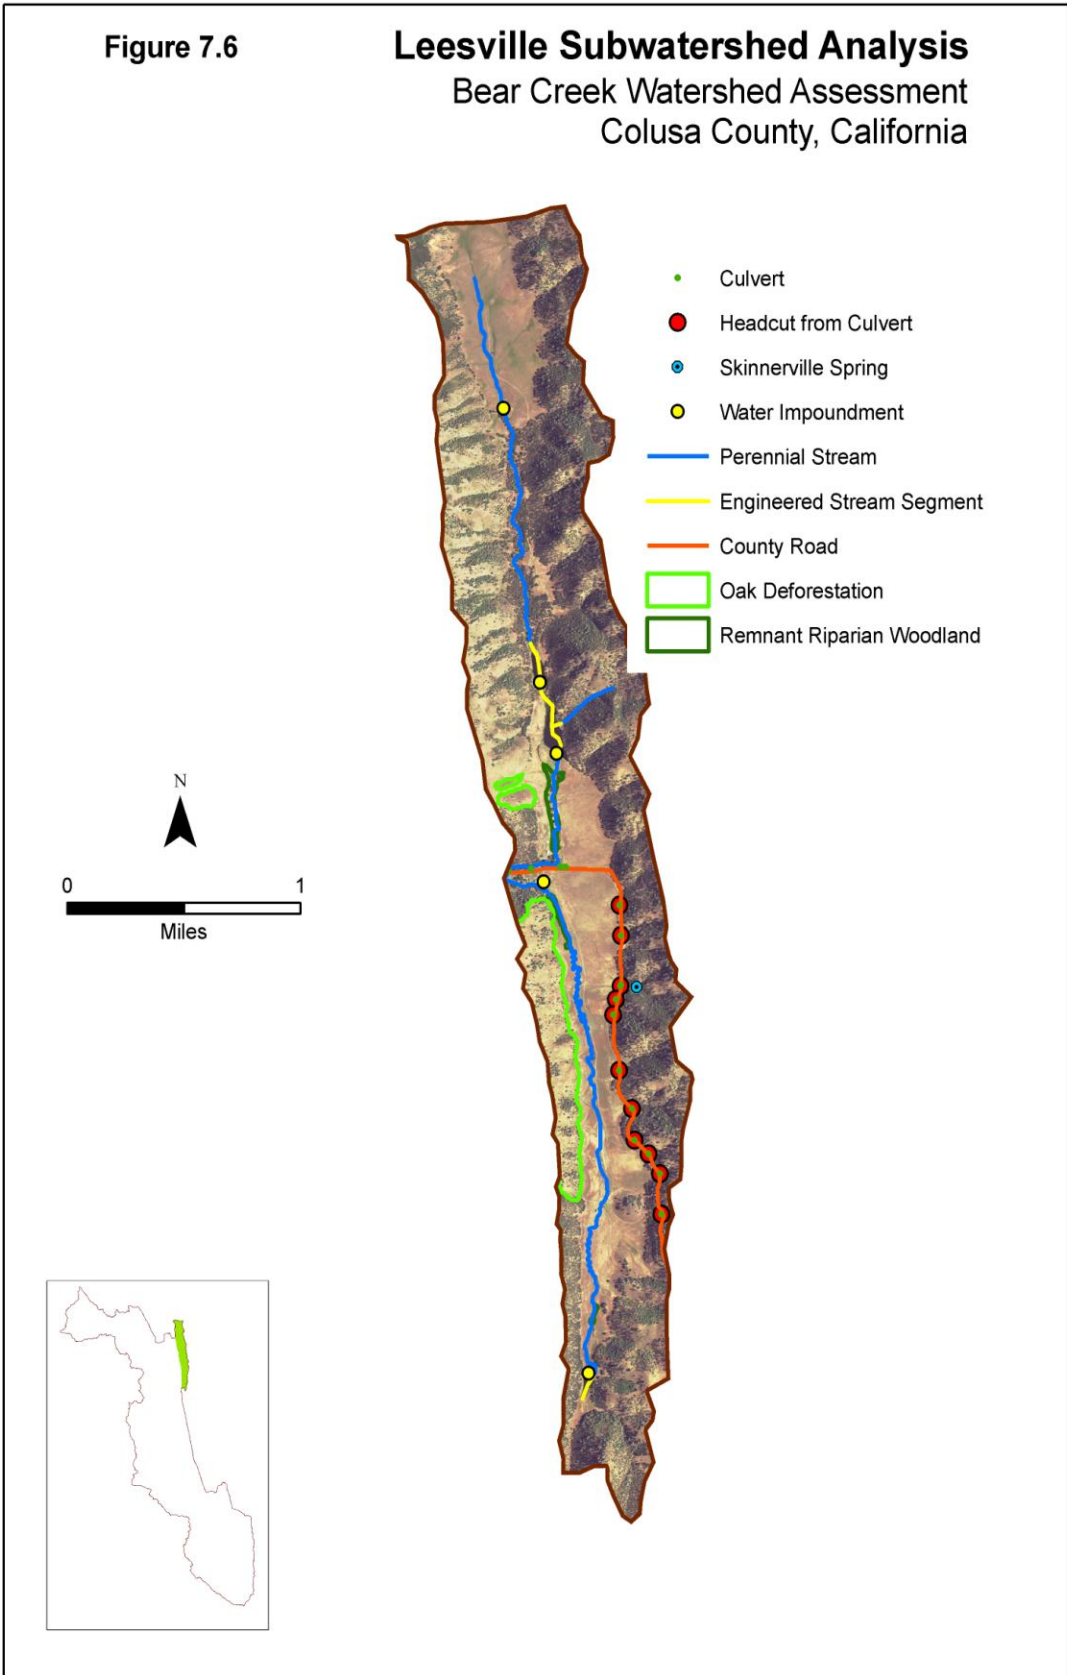 Figure 7.6
Leesville Subwatershed Analysis
Bear Creek Watershed Assessment
Colusa County, California
Culvert
Headcut from Culvert
Skinnerville Spring
Water Impoundment
Perennial Stream
Engineered Stream Segment
County Road
Oak Deforestation
Remnant Riparian Woodland
N
0 1
Miles